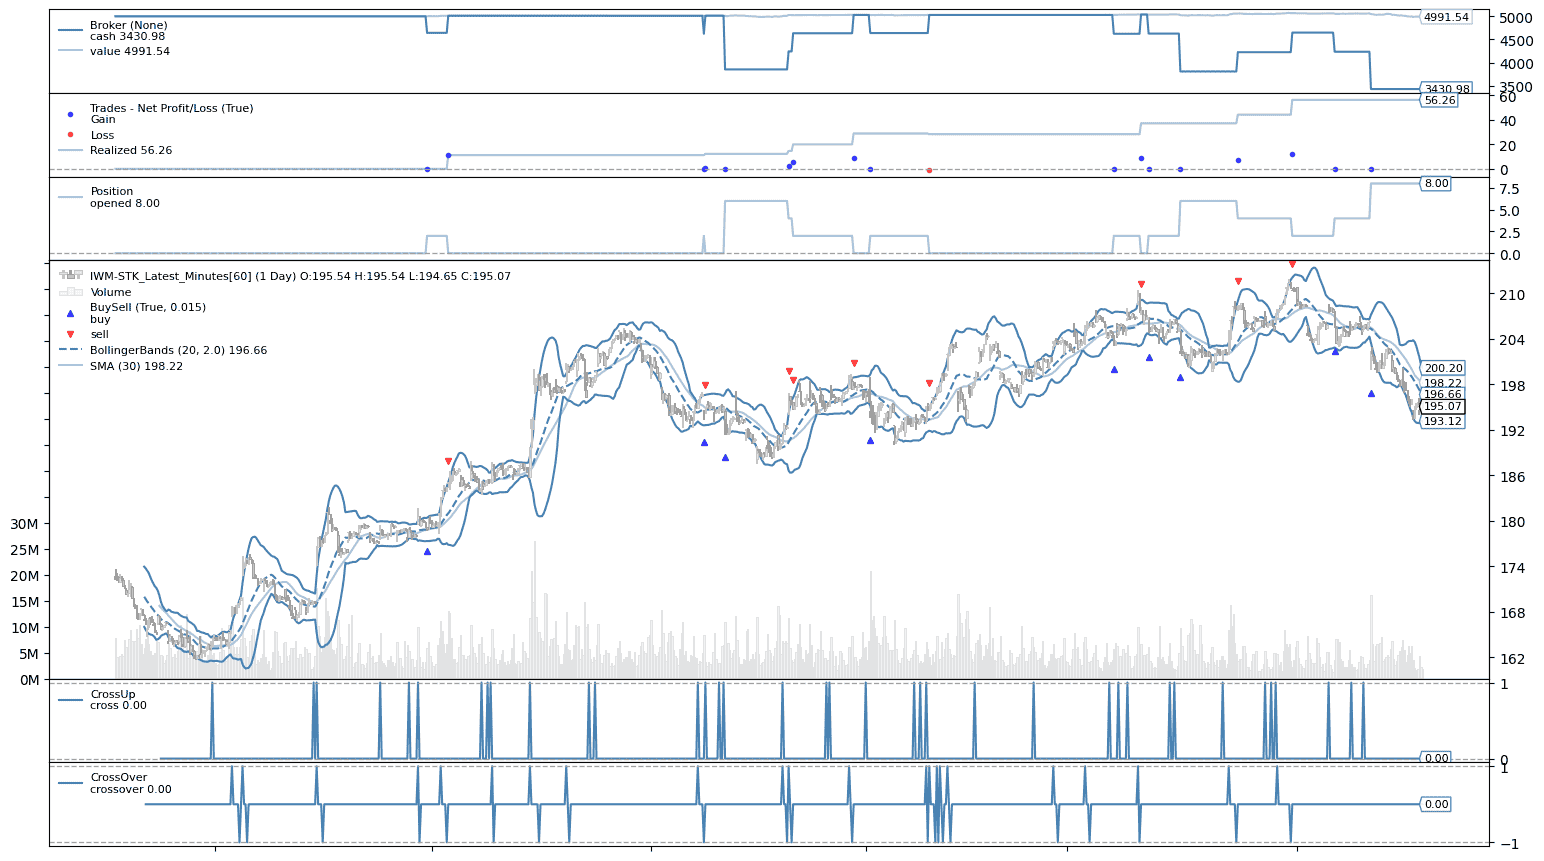 Broker (None)
cash 3430.98
value 4991.54
4991.54
5000
4500
4000
3500
3430.98
Trades - Net Profit/Loss (True)
Gain
Loss
Realized 56.26
56.26
60
40
20
0
Position
opened 8.00
8.00
7.5
5.0
2.5
0.0
IWM-STK_Latest_Minutes[60] (1 Day) O:195.54 H:195.54 L:194.65 C:195.07
Volume
BuySell (True, 0.015)
buy
sell
BollingerBands (20, 2.0) 196.66
SMA (30) 198.22
210
204
198
192
186
180
174
168
162
200.20
198.22
196.66
195.07
193.12
30M
25M
20M
15M
10M
5M
0M
CrossUp
cross 0.00
1
0
0.00
CrossOver
crossover 0.00
1
0.00
−1